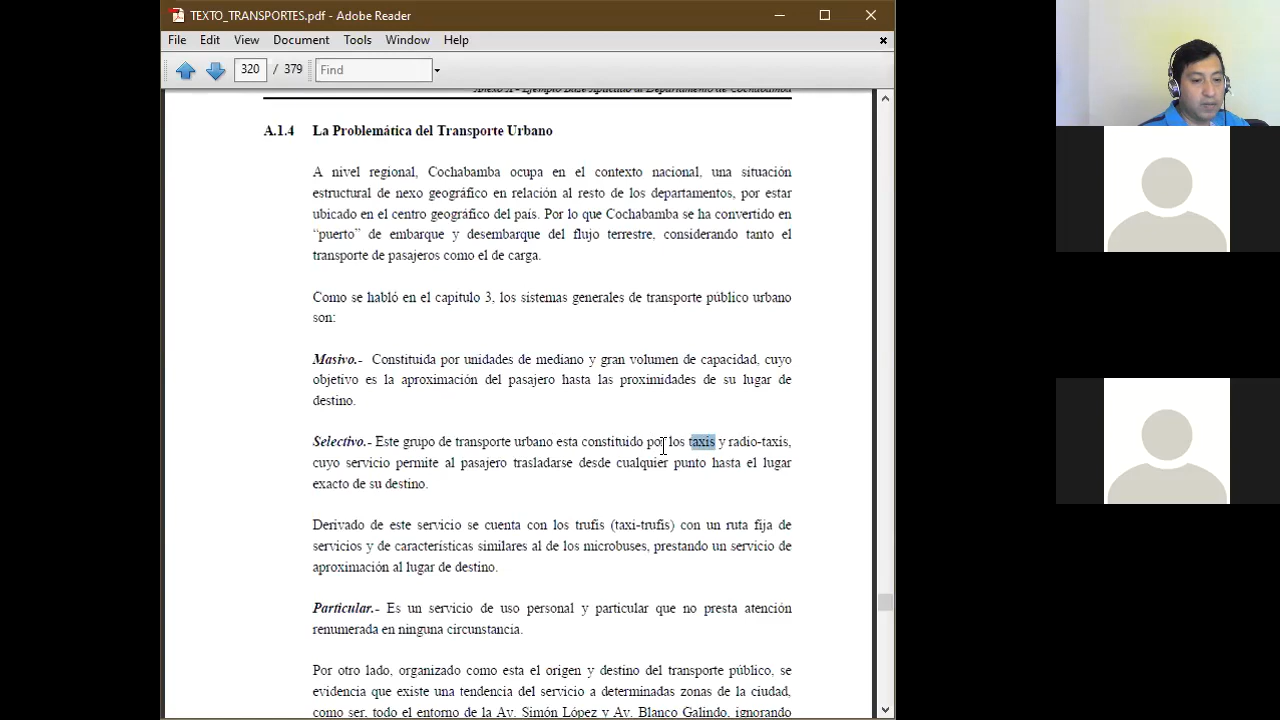 TEXTO_TRANSPORTES.pdf - Adobe Reader
File Edit View Document Tools Window Help
320 / 379 Find
Anexo A - Ejemplo Base Aplicado al Departamento de Cochabamba
A.1.4 La Problemática del Transporte Urbano
A nivel regional, Cochabamba ocupa en el contexto nacional, una situación
estructural de nexo geográfico en relación al resto de los departamentos, por estar
ubicado en el centro geográfico del país. Por lo que Cochabamba se ha convertido en
“puerto” de embarque y desembarque del flujo terrestre, considerando tanto el
transporte de pasajeros como el de carga.
Como se habló en el capitulo 3, los sistemas generales de transporte público urbano
son:
Masivo.- Constituida por unidades de mediano y gran volumen de capacidad, cuyo
objetivo es la aproximación del pasajero hasta las proximidades de su lugar de
destino.
Selectivo.- Este grupo de transporte urbano esta constituido por los taxis y radio-taxis,
cuyo servicio permite al pasajero trasladarse desde cualquier punto hasta el lugar
exacto de su destino.
Derivado de este servicio se cuenta con los trufis (taxi-trufis) con un ruta fija de
servicios y de características similares al de los microbuses, prestando un servicio de
aproximación al lugar de destino.
Particular.- Es un servicio de uso personal y particular que no presta atención
renumerada en ninguna circunstancia.
Por otro lado, organizado como esta el origen y destino del transporte público, se
evidencia que existe una tendencia del servicio a determinadas zonas de la ciudad,
como ser, todo el entorno de la Av. Simón López y Av. Blanco Galindo, ignorando